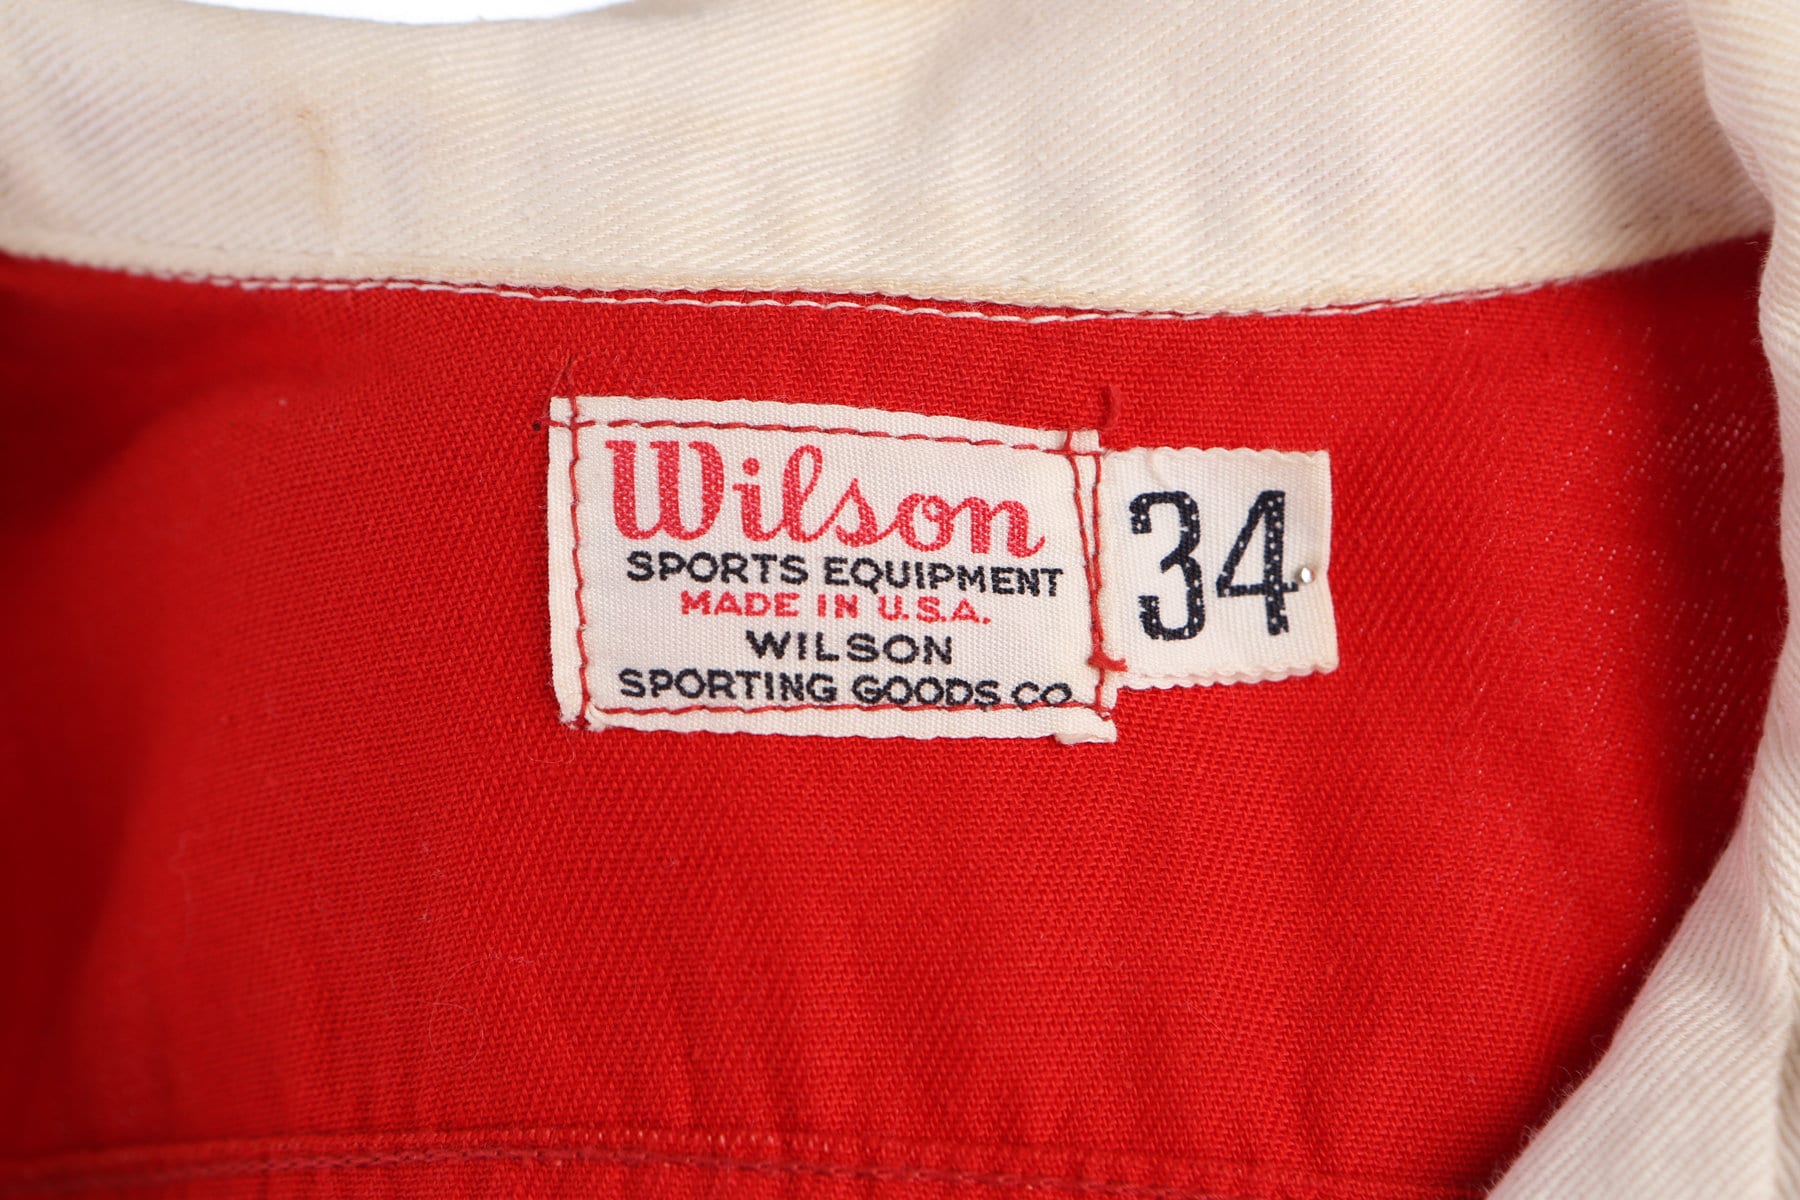 Wilson
SPORTS EQUIPMENT
MADE IN U.S.A.
WILSON
SPORTING GOODS CO
34